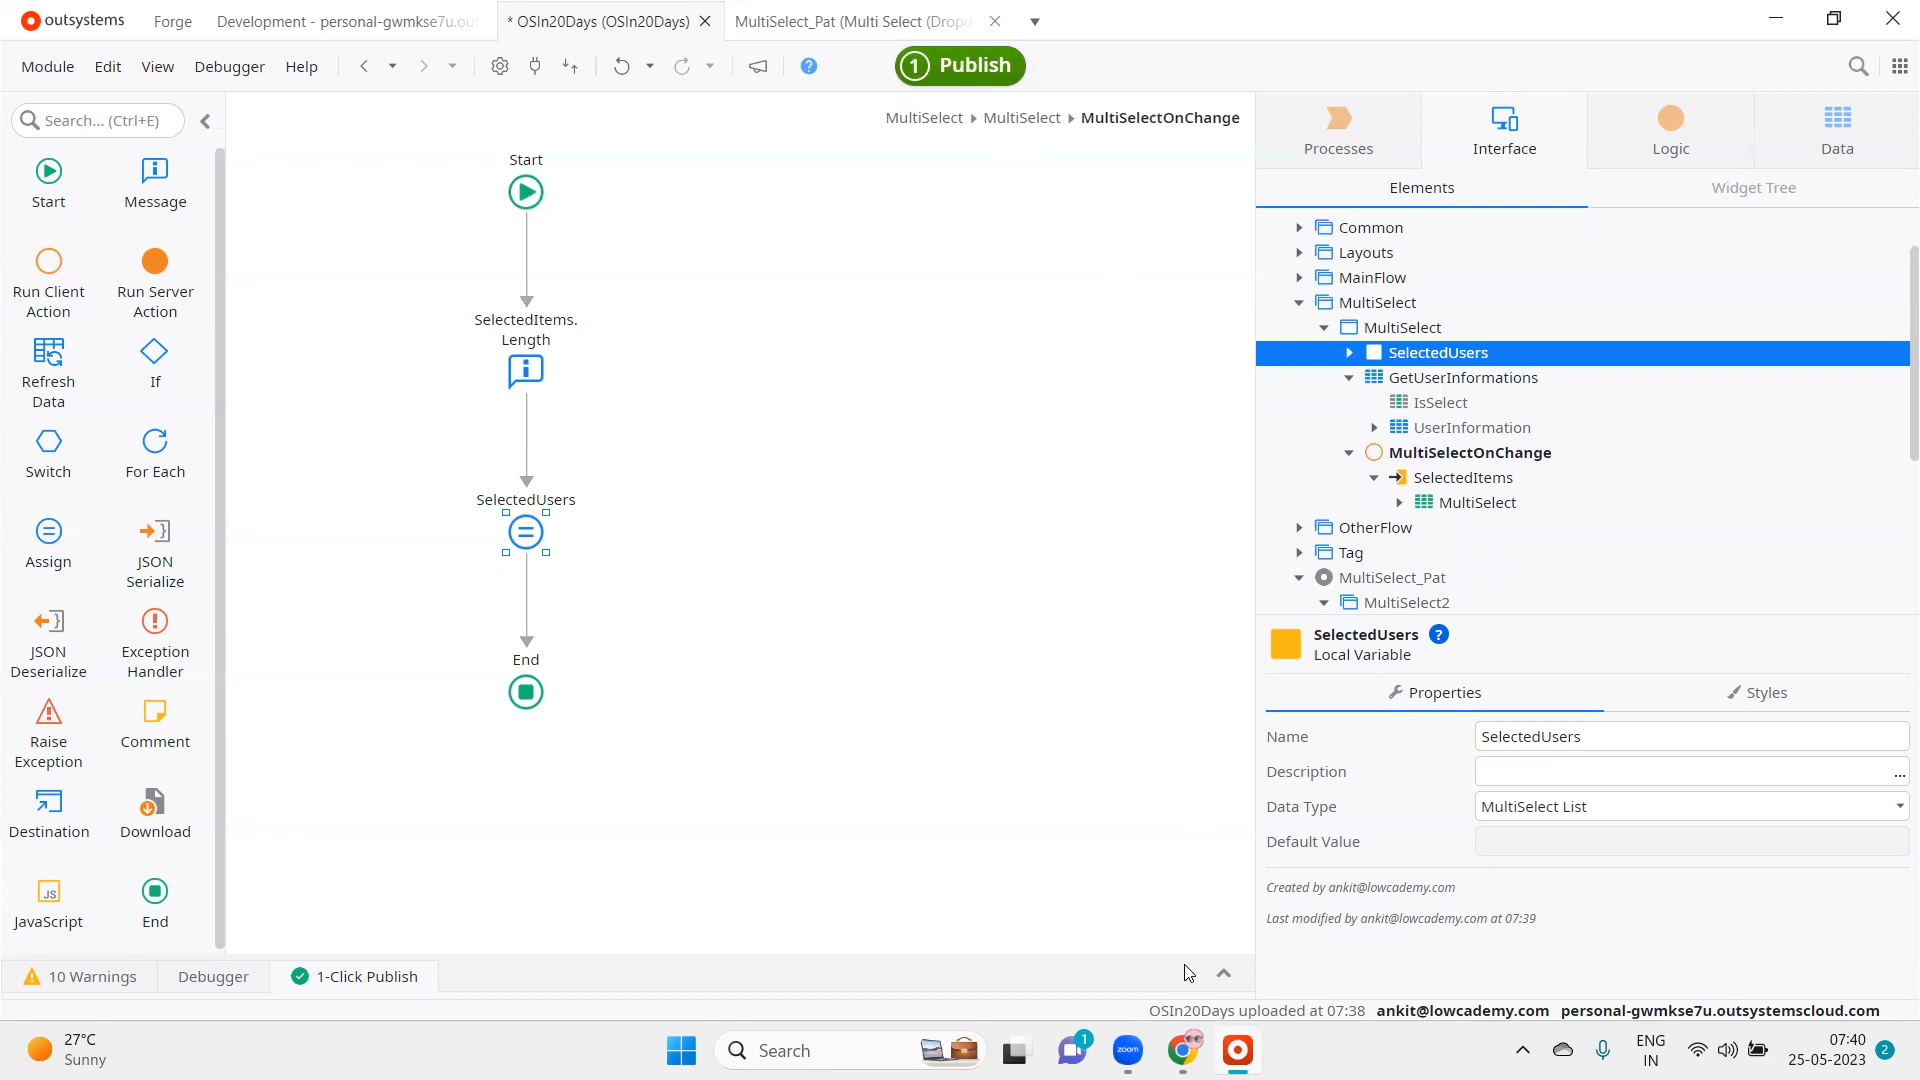 outsystems
Forge
Development - personal-gwmkse7u.ou
* OSIn20Days (OSIn20Days)
MultiSelect_Pat (Multi Select (Dropd
Module Edit View Debugger Help
1 Publish
Search... (Ctrl+E)
MultiSelect MultiSelect MultiSelectOnChange
Start
Message
Run Client
Action
Run Server
Action
Refresh
Data
If
Switch
For Each
Assign
JSON
Serialize
JSON
Deserialize
Exception
Handler
Raise
Exception
Comment
Destination
Download
JS
JavaScript
End
Start
SelectedItems.
Length
SelectedUsers
End
Processes
Interface
Logic
Data
Elements
Widget Tree
Common
Layouts
MainFlow
MultiSelect
MultiSelect
SelectedUsers
GetUserInformations
IsSelect
UserInformation
MultiSelectOnChange
SelectedItems
MultiSelect
OtherFlow
Tag
MultiSelect_Pat
MultiSelect2
SelectedUsers ?
Local Variable
Properties
Styles
Name SelectedUsers
Description ...
Data Type MultiSelect List
Default Value
Created by ankit@lowcademy.com
Last modified by ankit@lowcademy.com at 07:39
10 Warnings
Debugger
1-Click Publish
OSIn20Days uploaded at 07:38 ankit@lowcademy.com personal-gwmkse7u.outsystemscloud.com
27°C
Sunny
Search
1
zoom
ENG
IN
07:40
25-05-2023
2